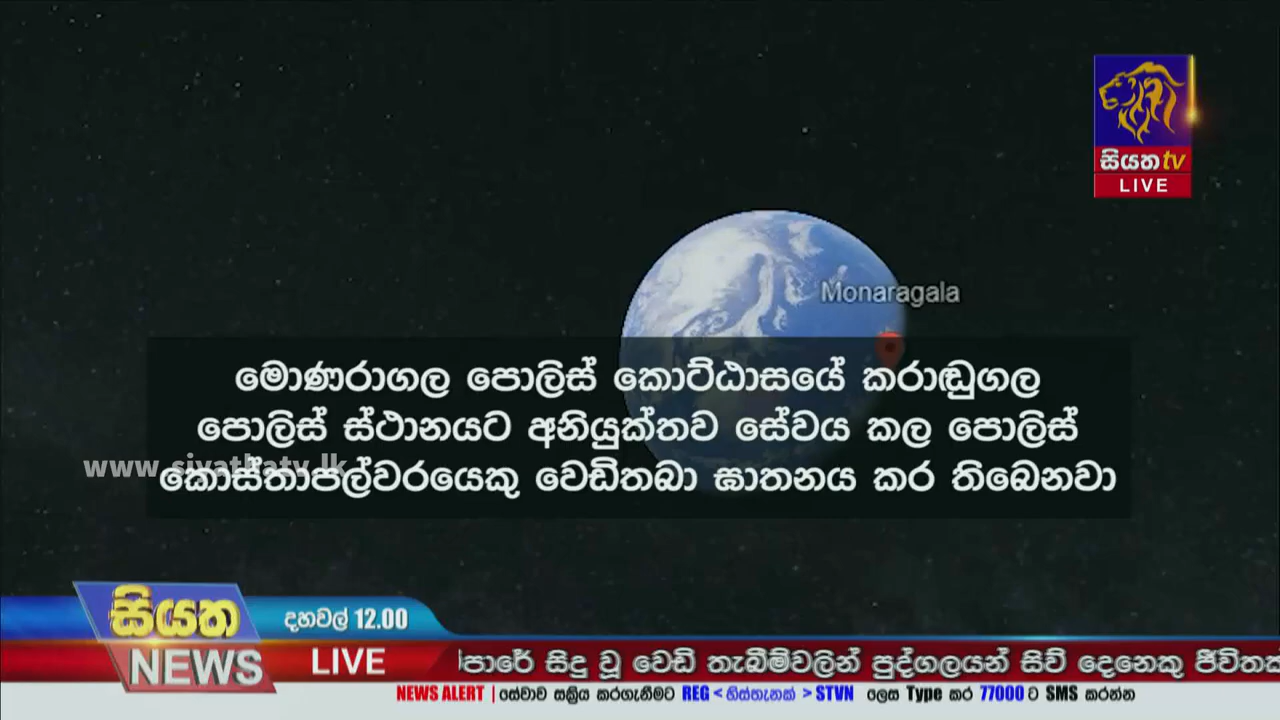 සියත tv
LIVE
Monaragala
මොණරාගල පොලිස් කොට්ඨාසයේ කරාඬුගල
පොලිස් ස්ථානයට අනියුක්තව සේවය කල පොලිස්
www.siyathatv.lk
කොස්තාපල්වරයෙකු වෙඩිතබා ඝාතනය කර තිබෙනවා
සියත
දහවල් 12.00
NEWS
LIVE
පාරේ සිදු වූ වෙඩි තැබීම්වලින් පුද්ගලයන් සිව් දෙනෙකු
NEWS ALERT | සේවාව සක්‍රිය කරගැනීමට REG < හිස්තැනක් > STVN ලෙස Type කර 77000 ට SMS කරන්න